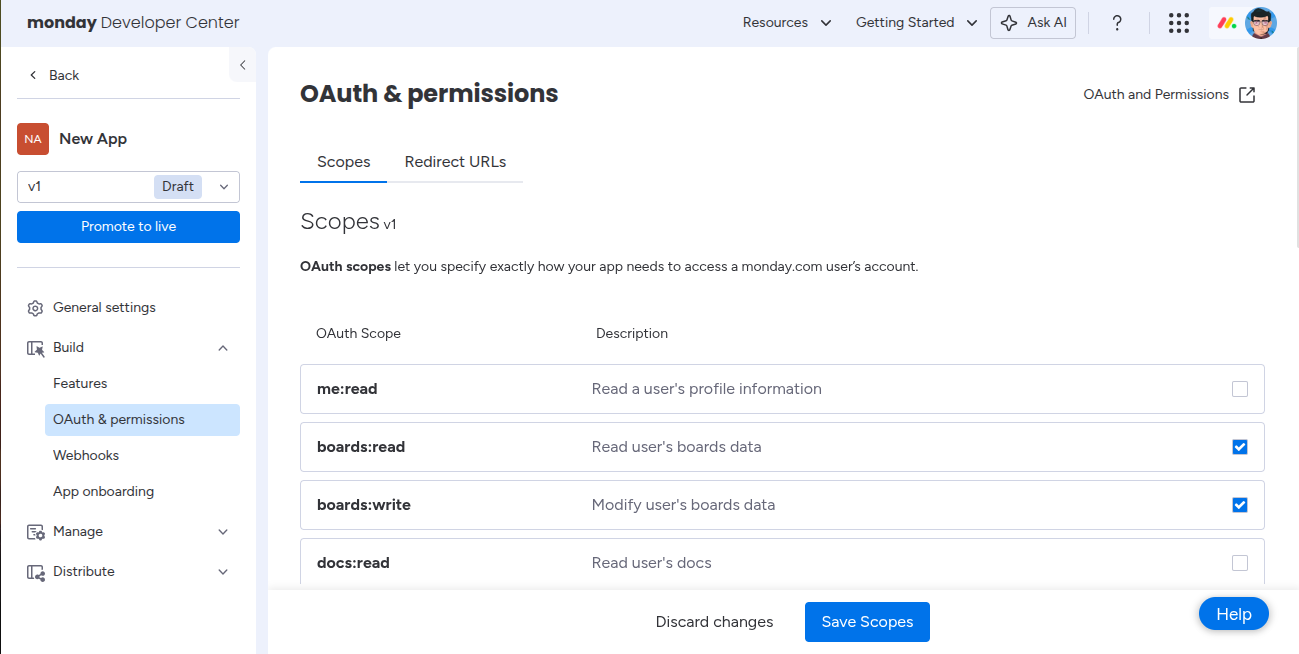 monday Developer Center
Resources
Getting Started
Ask AI
?
Back
NA
New App
v1
Draft
Promote to live
General settings
Build
Features
OAuth & permissions
Webhooks
App onboarding
Manage
Distribute
OAuth & permissions
OAuth and Permissions
Scopes
Redirect URLs
Scopes v1
OAuth scopes let you specify exactly how your app needs to access a monday.com user's account.
OAuth Scope
Description
me:read
Read a user's profile information
boards:read
Read user's boards data
boards:write
Modify user's boards data
docs:read
Read user's docs
Discard changes
Save Scopes
Help